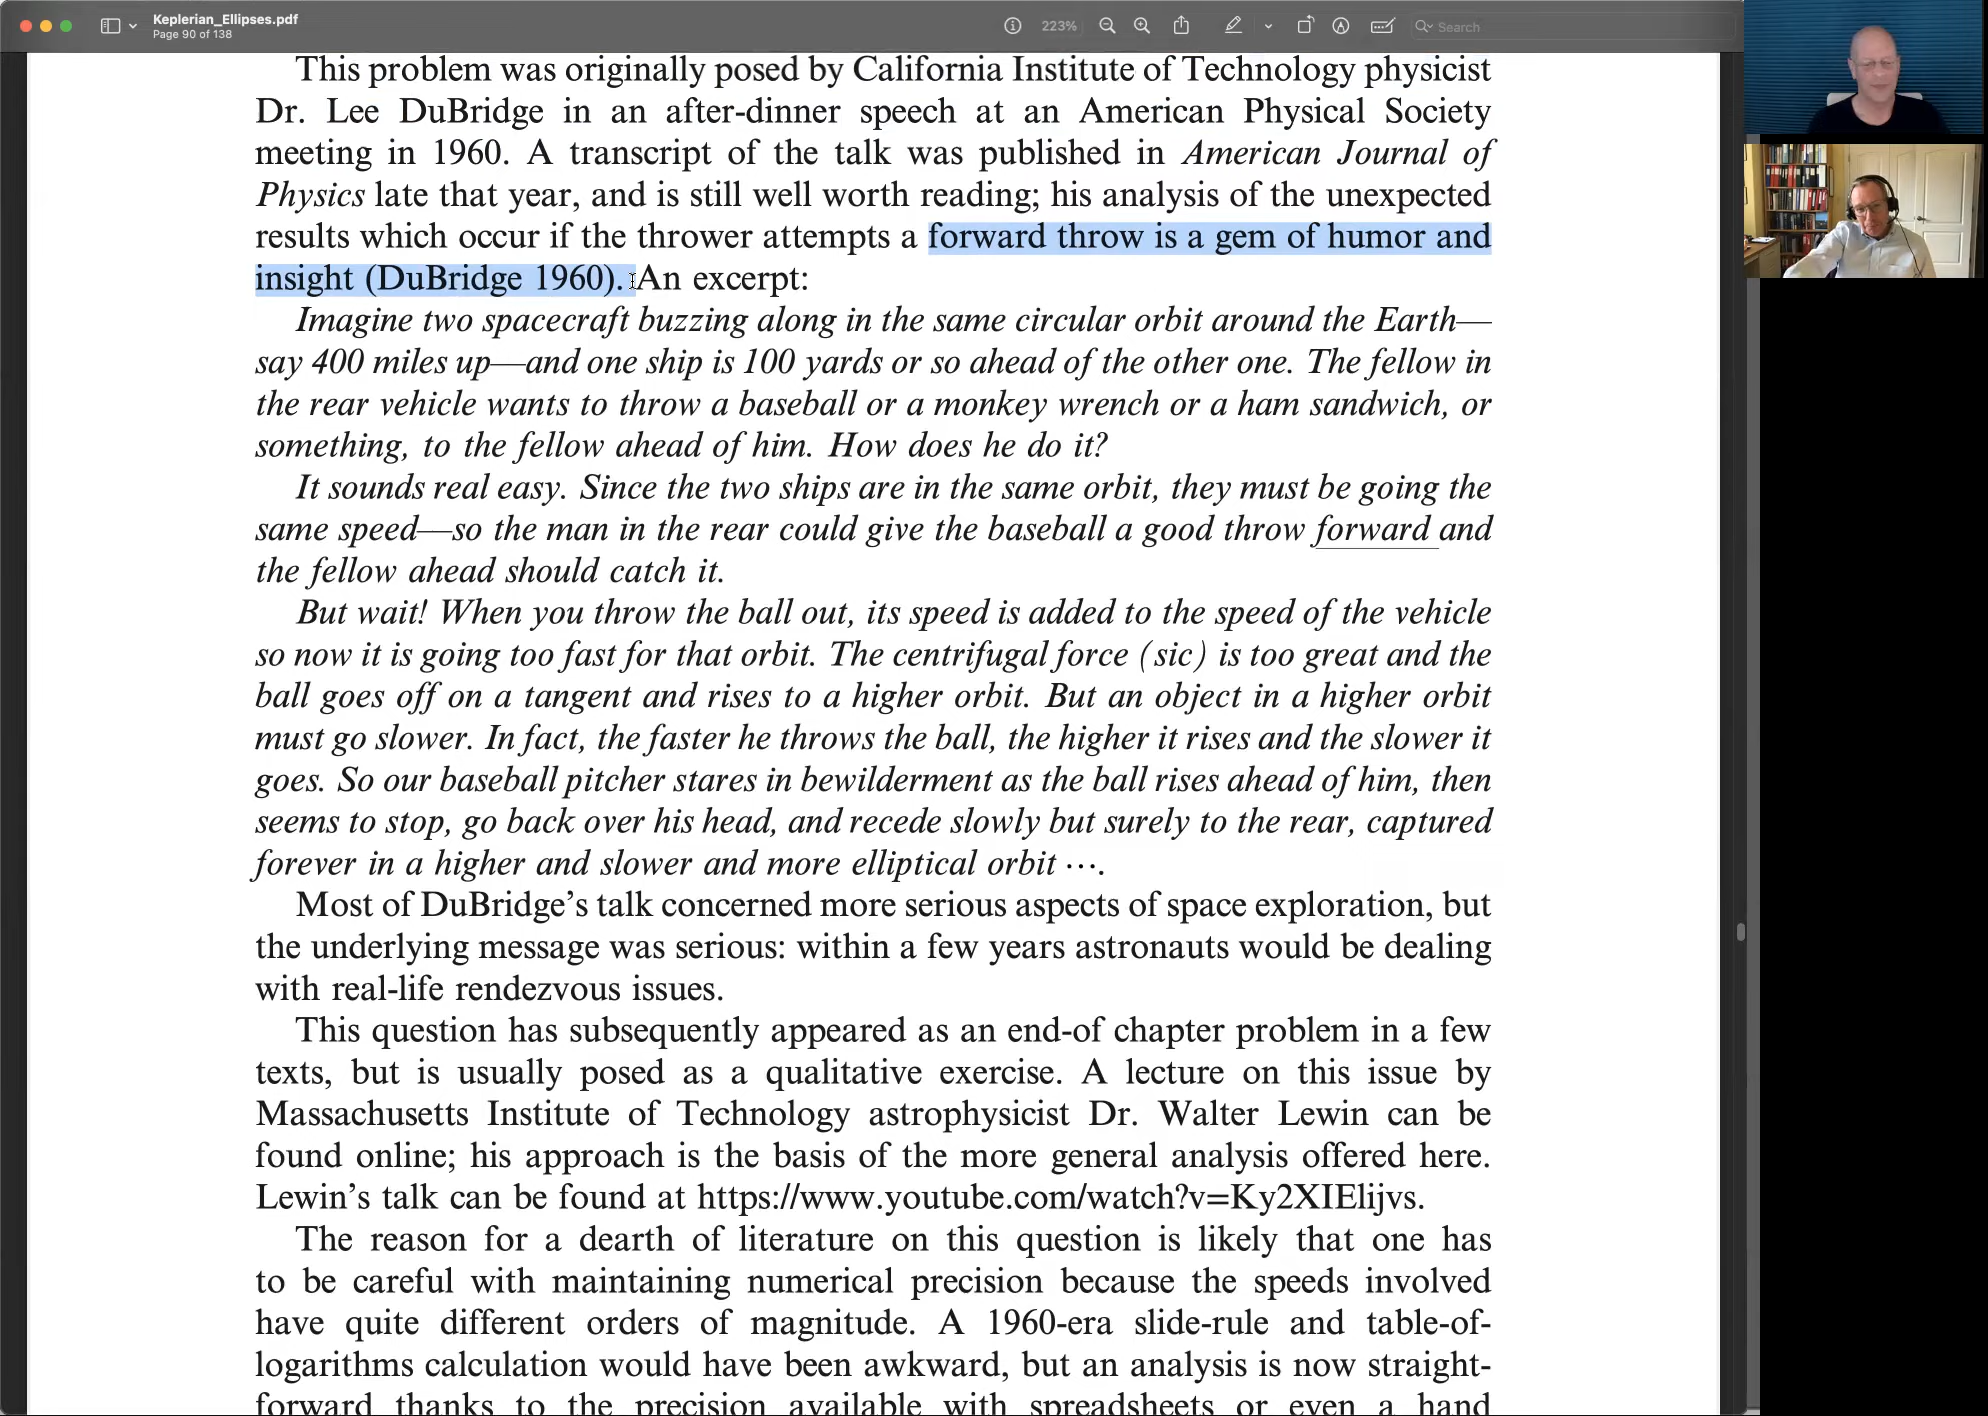 Keplerian_Ellipses.pdf
Page 90 of 138
223%
Search
This problem was originally posed by California Institute of Technology physicist
Dr. Lee DuBridge in an after-dinner speech at an American Physical Society
meeting in 1960. A transcript of the talk was published in American Journal of
Physics late that year, and is still well worth reading; his analysis of the unexpected
results which occur if the thrower attempts a forward throw is a gem of humor and
insight (DuBridge 1960). An excerpt:
Imagine two spacecraft buzzing along in the same circular orbit around the Earth—
say 400 miles up—and one ship is 100 yards or so ahead of the other one. The fellow in
the rear vehicle wants to throw a baseball or a monkey wrench or a ham sandwich, or
something, to the fellow ahead of him. How does he do it?
It sounds real easy. Since the two ships are in the same orbit, they must be going the
same speed—so the man in the rear could give the baseball a good throw forward and
the fellow ahead should catch it.
But wait! When you throw the ball out, its speed is added to the speed of the vehicle
so now it is going too fast for that orbit. The centrifugal force (sic) is too great and the
ball goes off on a tangent and rises to a higher orbit. But an object in a higher orbit
must go slower. In fact, the faster he throws the ball, the higher it rises and the slower it
goes. So our baseball pitcher stares in bewilderment as the ball rises ahead of him, then
seems to stop, go back over his head, and recede slowly but surely to the rear, captured
forever in a higher and slower and more elliptical orbit ⋯.
Most of DuBridge’s talk concerned more serious aspects of space exploration, but
the underlying message was serious: within a few years astronauts would be dealing
with real-life rendezvous issues.
This question has subsequently appeared as an end-of chapter problem in a few
texts, but is usually posed as a qualitative exercise. A lecture on this issue by
Massachusetts Institute of Technology astrophysicist Dr. Walter Lewin can be
found online; his approach is the basis of the more general analysis offered here.
Lewin’s talk can be found at https://www.youtube.com/watch?v=Ky2XIElijvs.
The reason for a dearth of literature on this question is likely that one has
to be careful with maintaining numerical precision because the speeds involved
have quite different orders of magnitude. A 1960-era slide-rule and table-of-
logarithms calculation would have been awkward, but an analysis is now straight-
forward thanks to the precision available with spreadsheets or even a hand